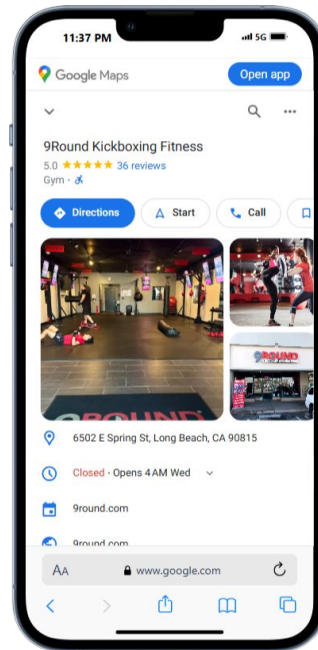 11:37 PM
5G
Google Maps
Open app
9Round Kickboxing Fitness
5.0 ★★★★★ 36 reviews
Gym ·
Directions
Start
Call
9ROUND
9ROUND
6502 E Spring St, Long Beach, CA 90815
Closed · Opens 4 AM Wed
9round.com
9round.com
AA
www.google.com